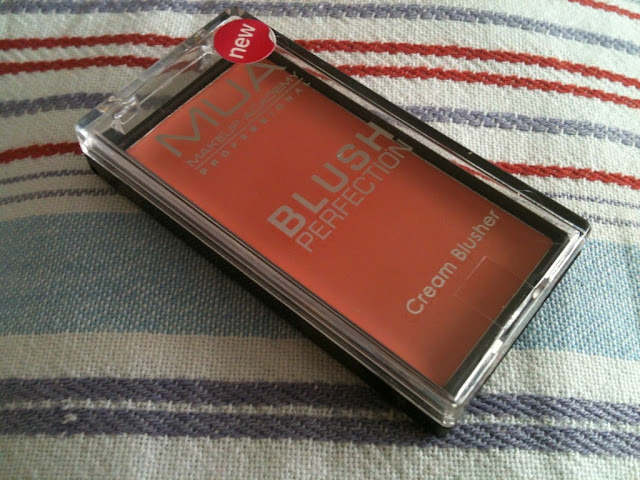 new
MUA
MAKEUP ACADEMY
PROFESSIONAL
BLUSH
PERFECTION
Cream Blusher